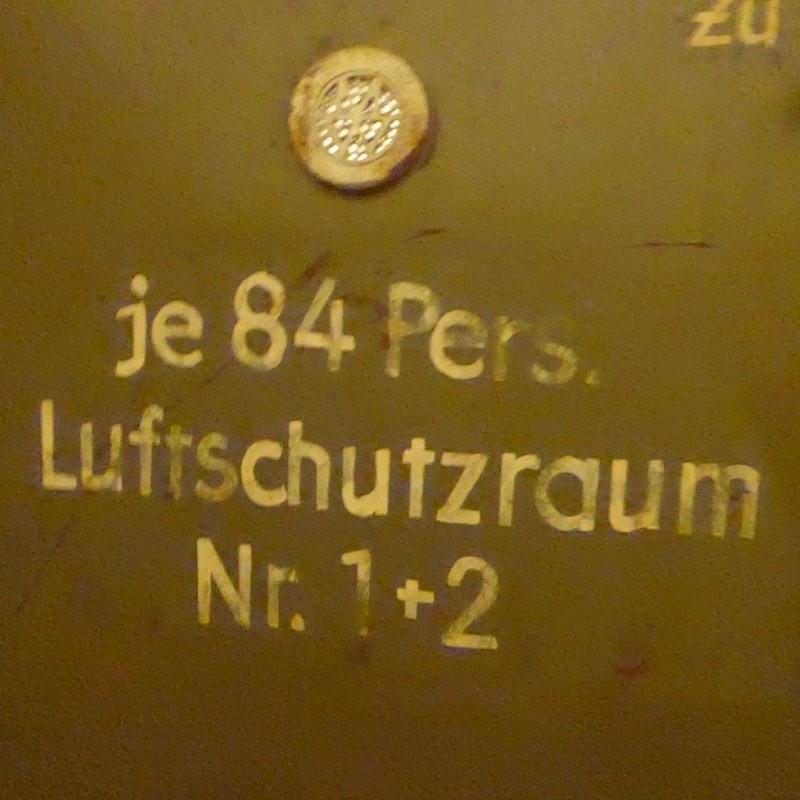 zu
je 84 Pers.
Luftschutzraum
Nr. 1+2